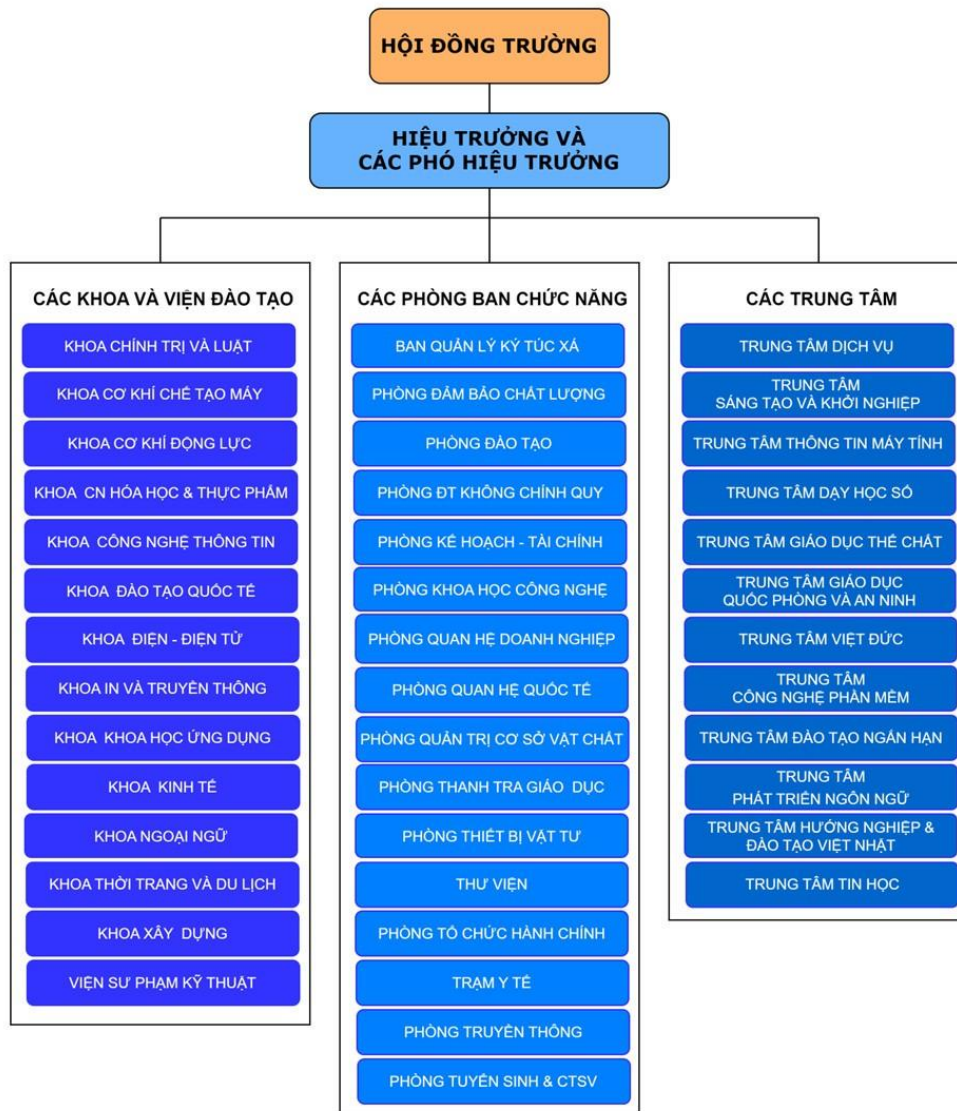 HỘI ĐỒNG TRƯỜNG
HIỆU TRƯỞNG VÀ
CÁC PHÓ HIỆU TRƯỞNG
CÁC KHOA VÀ VIỆN ĐÀO TẠO
KHOA CHÍNH TRỊ VÀ LUẬT
KHOA CƠ KHÍ CHẾ TẠO MÁY
KHOA CƠ KHÍ ĐỘNG LỰC
KHOA CN HÓA HỌC & THỰC PHẨM
KHOA CÔNG NGHỆ THÔNG TIN
KHOA ĐÀO TẠO QUỐC TẾ
KHOA ĐIỆN - ĐIỆN TỬ
KHOA IN VÀ TRUYỀN THÔNG
KHOA KHOA HỌC ỨNG DỤNG
KHOA KINH TẾ
KHOA NGOẠI NGỮ
KHOA THỜI TRANG VÀ DU LỊCH
KHOA XÂY DỰNG
VIỆN SƯ PHẠM KỸ THUẬT
CÁC PHÒNG BAN CHỨC NĂNG
BAN QUẢN LÝ KÝ TÚC XÁ
PHÒNG ĐẢM BẢO CHẤT LƯỢNG
PHÒNG ĐÀO TẠO
PHÒNG ĐT KHÔNG CHÍNH QUY
PHÒNG KẾ HOẠCH - TÀI CHÍNH
PHÒNG KHOA HỌC CÔNG NGHỆ
PHÒNG QUAN HỆ DOANH NGHIỆP
PHÒNG QUAN HỆ QUỐC TẾ
PHÒNG QUẢN TRỊ CƠ SỞ VẬT CHẤT
PHÒNG THANH TRA GIÁO DỤC
PHÒNG THIẾT BỊ VẬT TƯ
THƯ VIỆN
PHÒNG TỔ CHỨC HÀNH CHÍNH
TRẠM Y TẾ
PHÒNG TRUYỀN THÔNG
PHÒNG TUYỂN SINH & CTSV
CÁC TRUNG TÂM
TRUNG TÂM DỊCH VỤ
TRUNG TÂM
SÁNG TẠO VÀ KHỞI NGHIỆP
TRUNG TÂM THÔNG TIN MÁY TÍNH
TRUNG TÂM DẠY HỌC SỐ
TRUNG TÂM GIÁO DỤC THỂ CHẤT
TRUNG TÂM GIÁO DỤC
QUỐC PHÒNG VÀ AN NINH
TRUNG TÂM VIỆT ĐỨC
TRUNG TÂM
CÔNG NGHỆ PHẦN MỀM
TRUNG TÂM ĐÀO TẠO NGẮN HẠN
TRUNG TÂM
PHÁT TRIỂN NGÔN NGỮ
TRUNG TÂM HƯỚNG NGHIỆP &
ĐÀO TẠO VIỆT NHẬT
TRUNG TÂM TIN HỌC